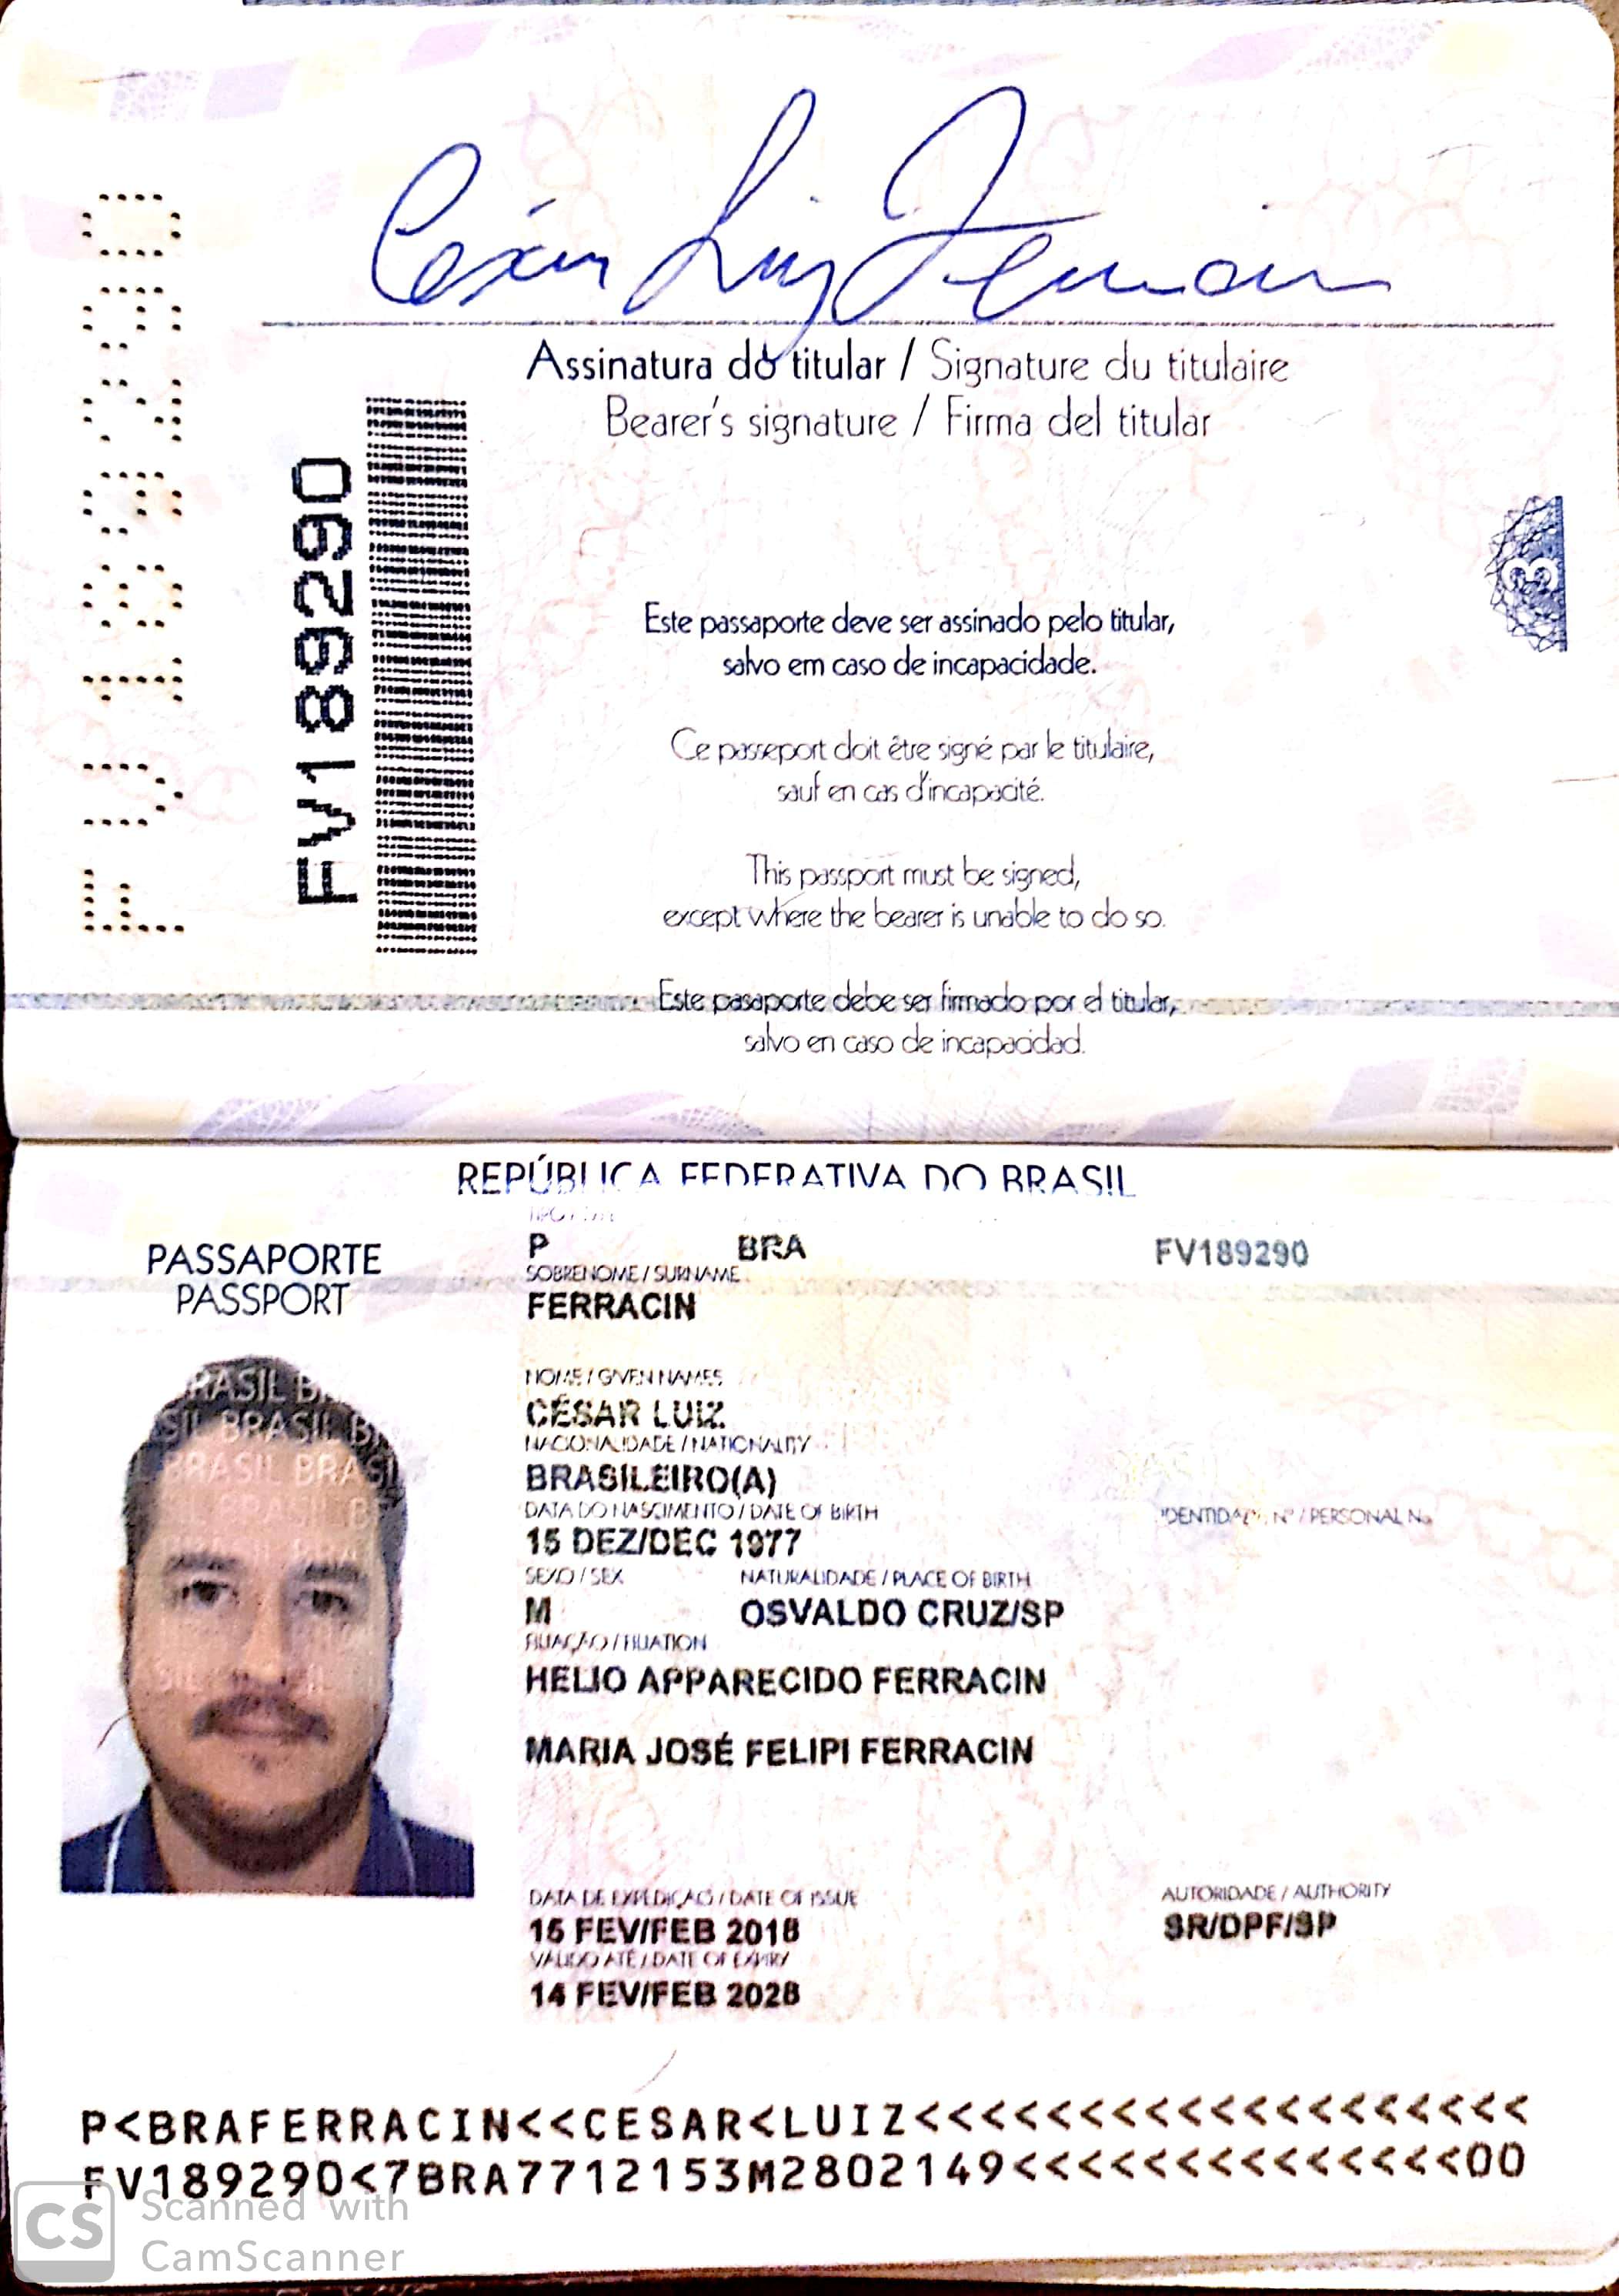 César Luiz Ferracin
Assinatura do titular / Signature du titulaire
Bearer's signature / Firma del titular
FV189290
FV189290
3
Este passaporte deve ser assinado pelo titular,
salvo em caso de incapacidade.
Ce passeport doit être signé par le titulaire,
sauf en cas d'incapacité.
This passport must be signed,
except where the bearer is unable to do so.
Este pasaporte debe ser firmado por el titular,
salvo en caso de incapacidad.
REPÚBLICA FEDERATIVA DO BRASIL
PASSAPORTE
PASSPORT
P BRA FV189290
SOBRENOME / SURNAME
FERRACIN
NOME / GIVEN NAMES
CÉSAR LUIZ
NACIONALIDADE / NATIONALITY
BRASILEIRO(A)
DATA DO NASCIMENTO / DATE OF BIRTH
IDENTIDADE Nº / PERSONAL No.
15 DEZ/DEC 1977
SEXO / SEX NATURALIDADE / PLACE OF BIRTH
M OSVALDO CRUZ/SP
FILIAÇÃO / FILIATION
HELIO APPARECIDO FERRACIN
MARIA JOSÉ FELIPI FERRACIN
DATA DE EXPEDIÇÃO / DATE OF ISSUE
15 FEV/FEB 2018
VÁLIDO ATÉ / DATE OF EXPIRY
14 FEV/FEB 2028
AUTORIDADE / AUTHORITY
SR/DPF/SP
P<BRAFERRACIN<<CESAR<LUIZ<<<<<<<<<<<<<<<<<<<
FV189290<7BRA7712153M2802149<<<<<<<<<<<<<<00
CS
Scanned with
CamScanner